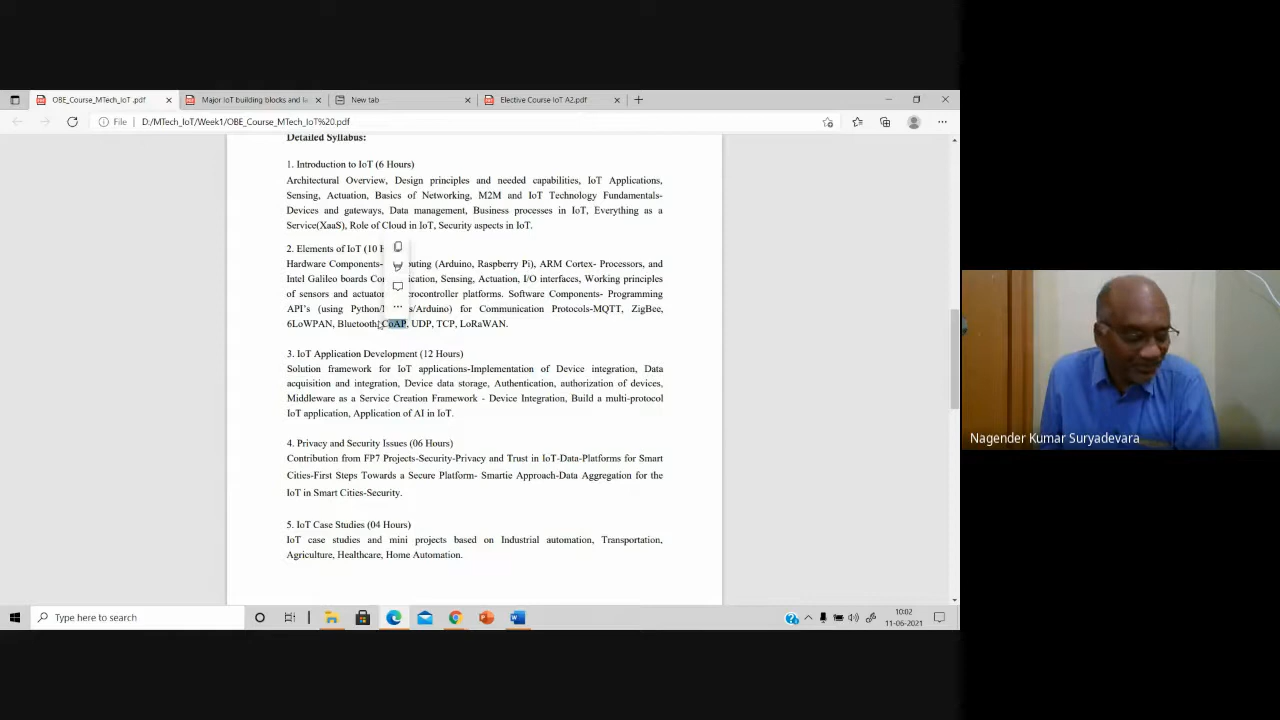 OBE_Course_MTech_IoT .pdf
Major IoT building blocks and la
New tab
Elective Course IoT A2.pdf
File
D:/MTech_IoT/Week1/OBE_Course_MTech_IoT%20.pdf
Detailed Syllabus:
1. Introduction to IoT (6 Hours)
Architectural Overview, Design principles and needed capabilities, IoT Applications,
Sensing, Actuation, Basics of Networking, M2M and IoT Technology Fundamentals-
Devices and gateways, Data management, Business processes in IoT, Everything as a
Service(XaaS), Role of Cloud in IoT, Security aspects in IoT.
2. Elements of IoT (10 H
Hardware Components- uting (Arduino, Raspberry Pi), ARM Cortex- Processors, and
Intel Galileo boards Co ication, Sensing, Actuation, I/O interfaces, Working principles
of sensors and actuator crocontroller platforms. Software Components- Programming
API's (using Python/ s/Arduino) for Communication Protocols-MQTT, ZigBee,
6LoWPAN, Bluetooth, CoAP, UDP, TCP, LoRaWAN.
3. IoT Application Development (12 Hours)
Solution framework for IoT applications-Implementation of Device integration, Data
acquisition and integration, Device data storage, Authentication, authorization of devices,
Middleware as a Service Creation Framework - Device Integration, Build a multi-protocol
IoT application, Application of AI in IoT.
4. Privacy and Security Issues (06 Hours)
Contribution from FP7 Projects-Security-Privacy and Trust in IoT-Data-Platforms for Smart
Cities-First Steps Towards a Secure Platform- Smartie Approach-Data Aggregation for the
IoT in Smart Cities-Security.
5. IoT Case Studies (04 Hours)
IoT case studies and mini projects based on Industrial automation, Transportation,
Agriculture, Healthcare, Home Automation.
Nagender Kumar Suryadevara
Type here to search
10:02
11-06-2021